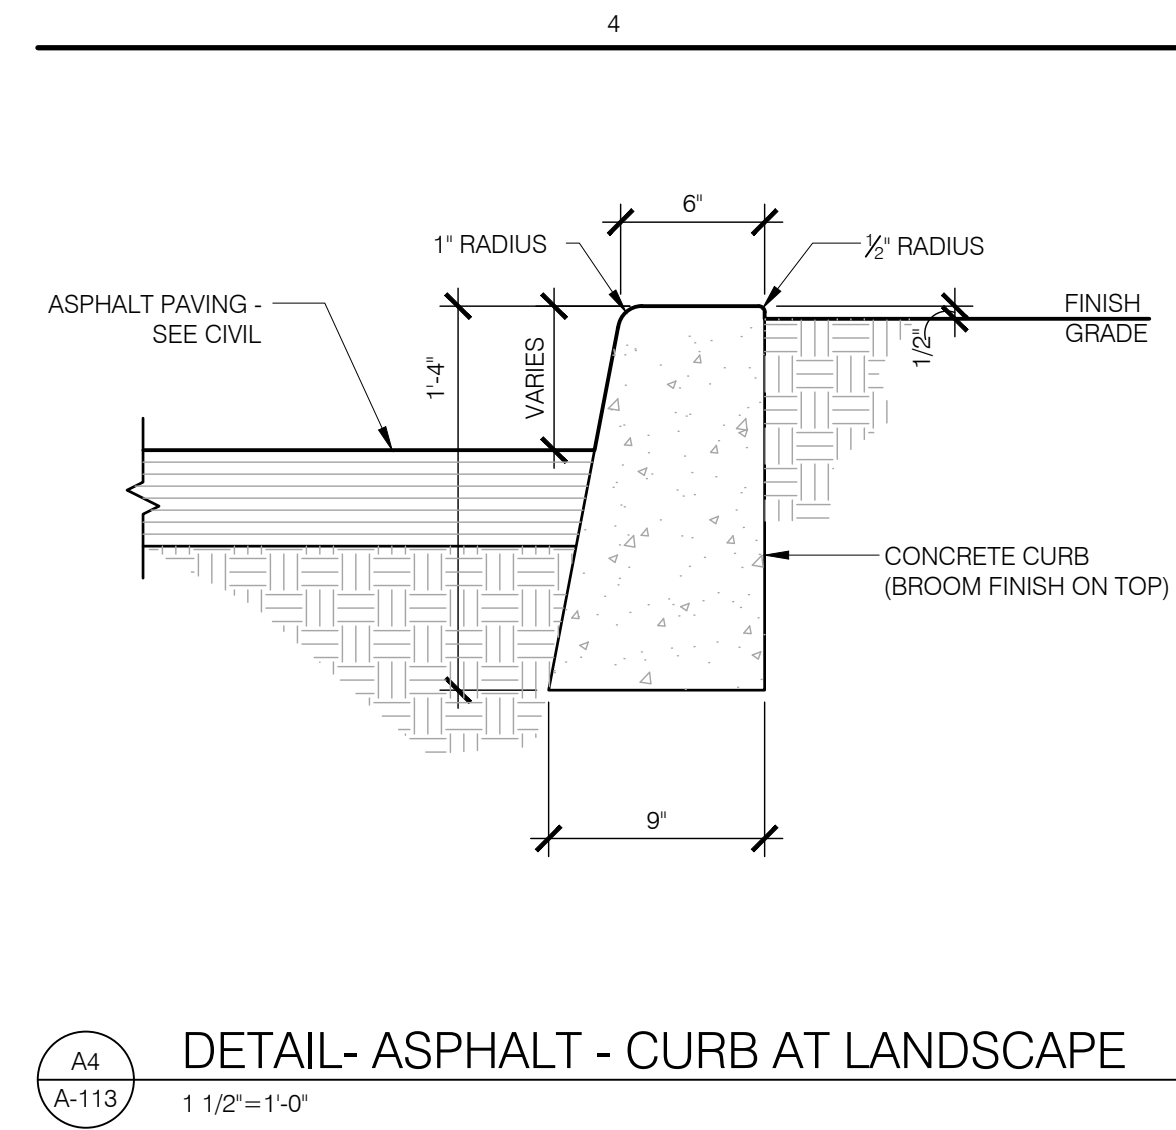 4
6"
1" RADIUS
½" RADIUS
ASPHALT PAVING -
SEE CIVIL
FINISH
GRADE
1/2"
1'-4"
VARIES
CONCRETE CURB
(BROOM FINISH ON TOP)
9"
A4
A-113
DETAIL- ASPHALT - CURB AT LANDSCAPE
1 1/2"=1'-0"